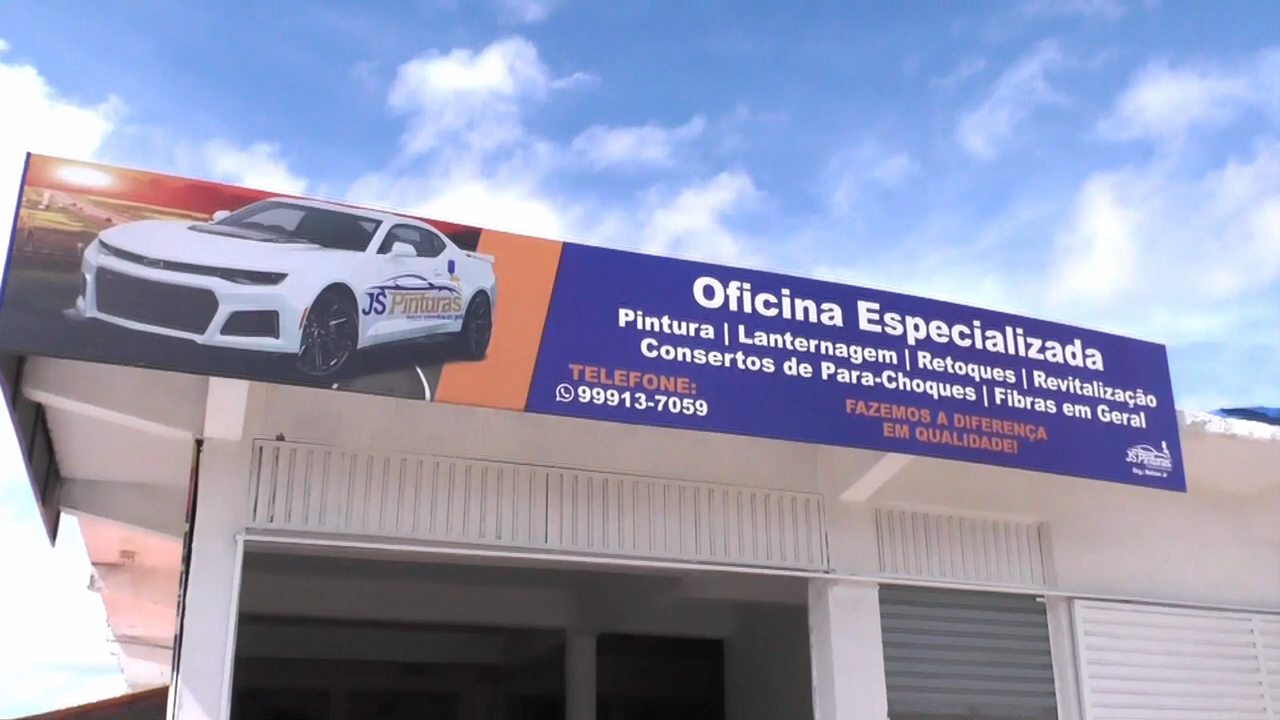 JS Pinturas
Oficina Especializada
Pintura | Lanternagem | Retoques | Revitalização
Consertos de Para-Choques | Fibras em Geral
TELEFONE:
99913-7059
FAZEMOS A DIFERENÇA
EM QUALIDADE!
JS Pinturas